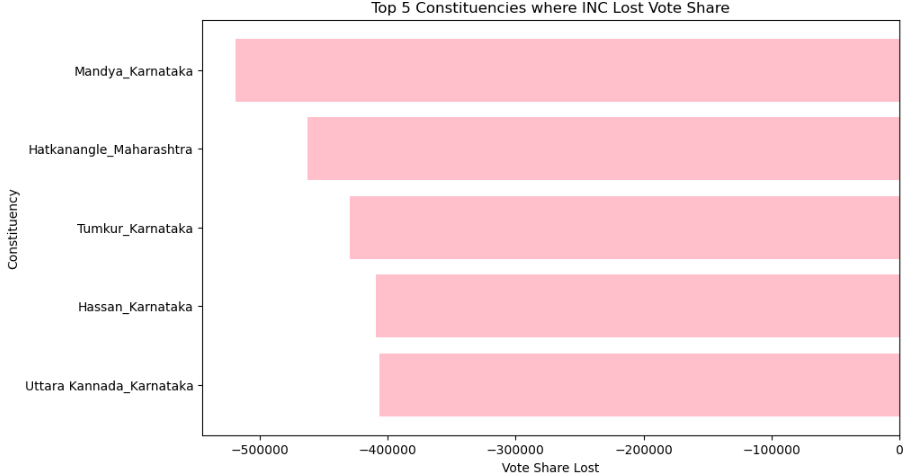 Top 5 Constituencies where INC Lost Vote Share
Constituency
Mandya_Karnataka
Hatkanangle_Maharashtra
Tumkur_Karnataka
Hassan_Karnataka
Uttara Kannada_Karnataka
−500000 −400000 −300000 −200000 −100000 0
Vote Share Lost